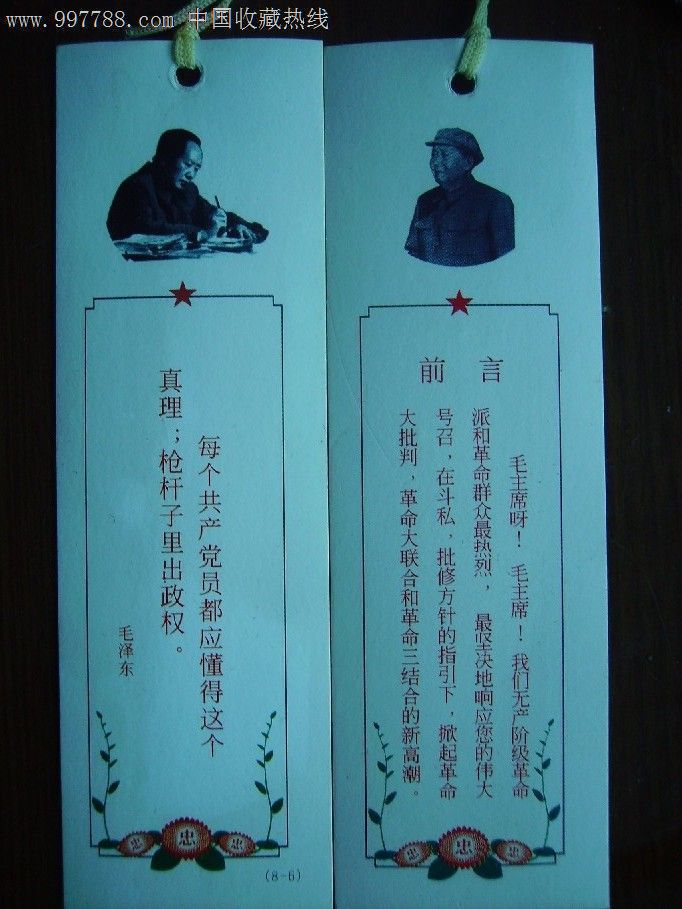 www.997788.com 中国收藏热线
每个共产党员都应懂得这个
真理；枪杆子里出政权。
毛泽东
忠 忠 忠
(8-6)
前言
毛主席呀！毛主席！我们无产阶级革命
派和革命群众最热烈，最坚决地响应您的伟大
号召，在斗私，批修方针的指引下，掀起革命
大批判，革命大联合和革命三结合的新高潮。
忠 忠 忠